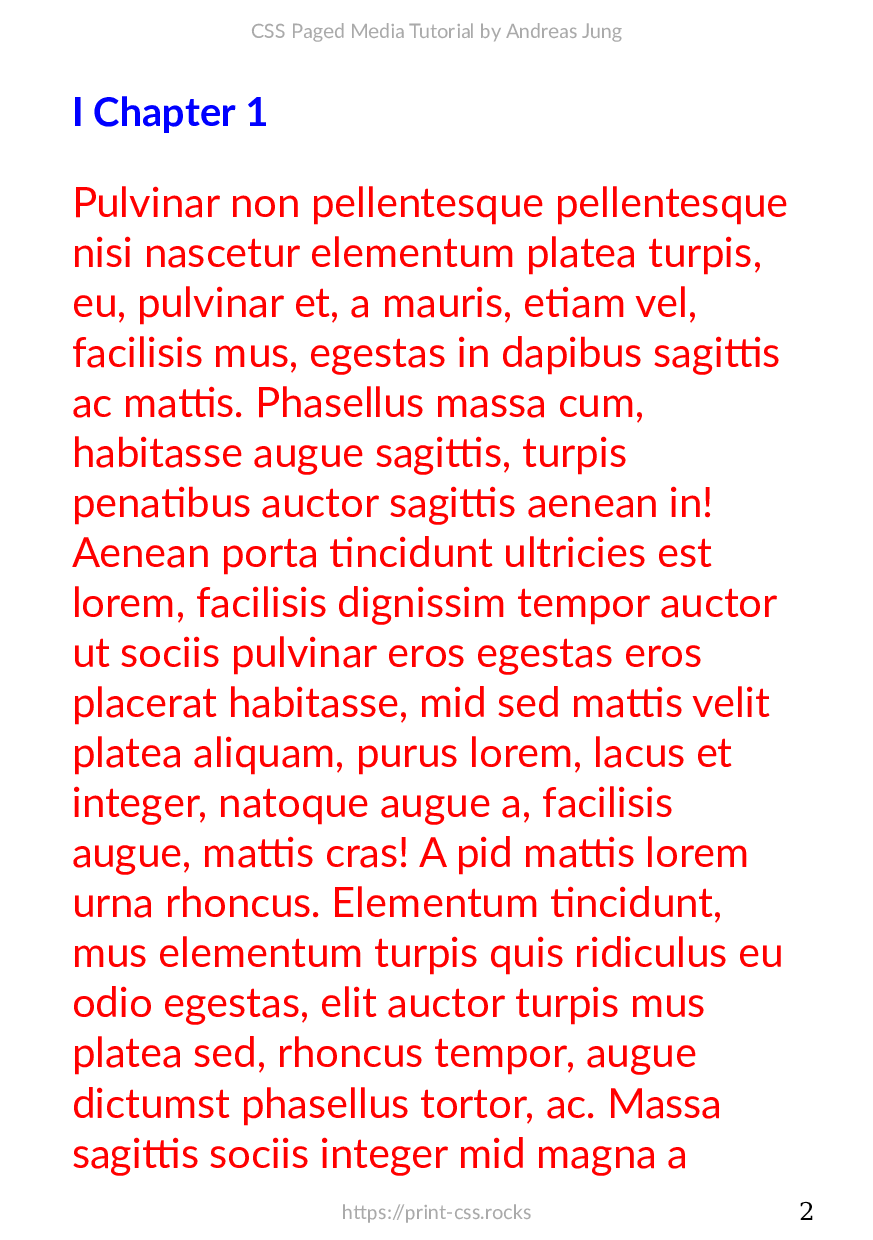 CSS Paged Media Tutorial by Andreas Jung
I Chapter 1
Pulvinar non pellentesque pellentesque
nisi nascetur elementum platea turpis,
eu, pulvinar et, a mauris, etiam vel,
facilisis mus, egestas in dapibus sagittis
ac mattis. Phasellus massa cum,
habitasse augue sagittis, turpis
penatibus auctor sagittis aenean in!
Aenean porta tincidunt ultricies est
lorem, facilisis dignissim tempor auctor
ut sociis pulvinar eros egestas eros
placerat habitasse, mid sed mattis velit
platea aliquam, purus lorem, lacus et
integer, natoque augue a, facilisis
augue, mattis cras! A pid mattis lorem
urna rhoncus. Elementum tincidunt,
mus elementum turpis quis ridiculus eu
odio egestas, elit auctor turpis mus
platea sed, rhoncus tempor, augue
dictumst phasellus tortor, ac. Massa
sagittis sociis integer mid magna a
https://print-css.rocks
2